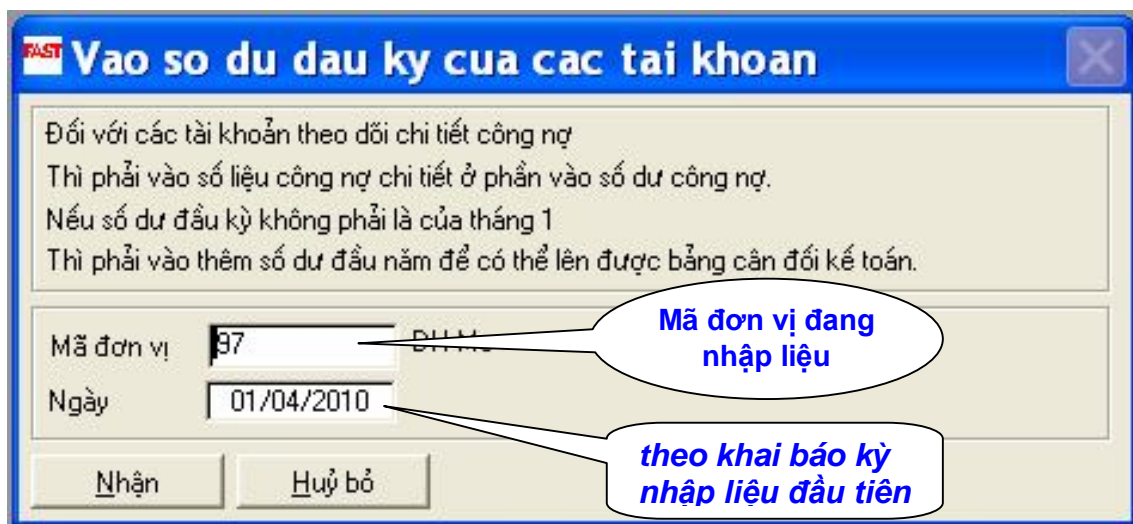 FAST Vao so du dau ky cua cac tai khoan
Đối với các tài khoản theo dõi chi tiết công nợ
Thì phải vào số liệu công nợ chi tiết ở phần vào số dư công nợ.
Nếu số dư đầu kỳ không phải là của tháng 1
Thì phải vào thêm số dư đầu năm để có thể lên được bảng cân đối kế toán.
Mã đơn vị 97
Mã đơn vị đang
nhập liệu
Ngày 01/04/2010
theo khai báo kỳ
nhập liệu đầu tiên
Nhận Huỷ bỏ